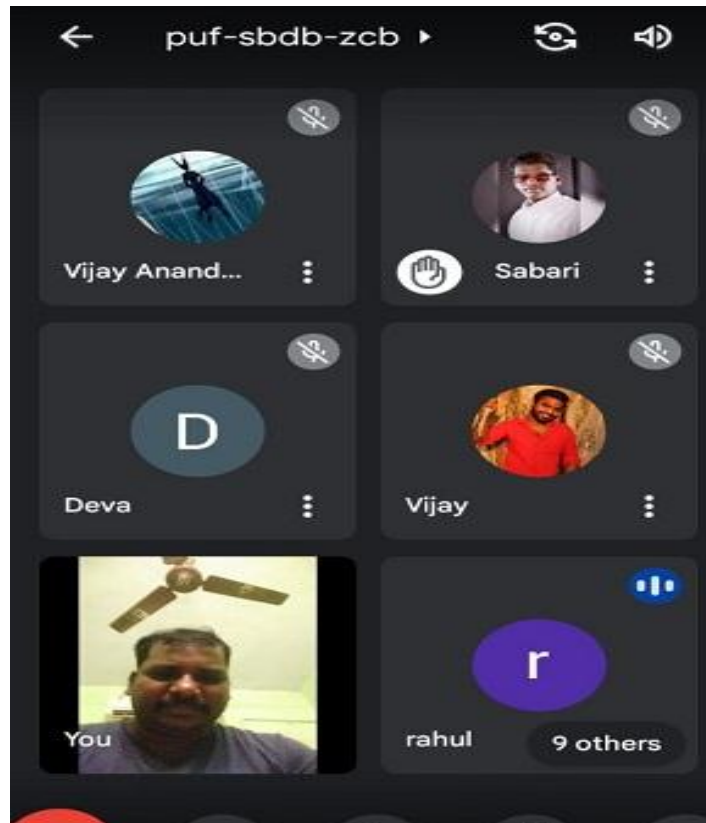 puf-sbdb-zcb
Vijay Anand...
Sabari
D
Deva
Vijay
You
r
rahul
9 others